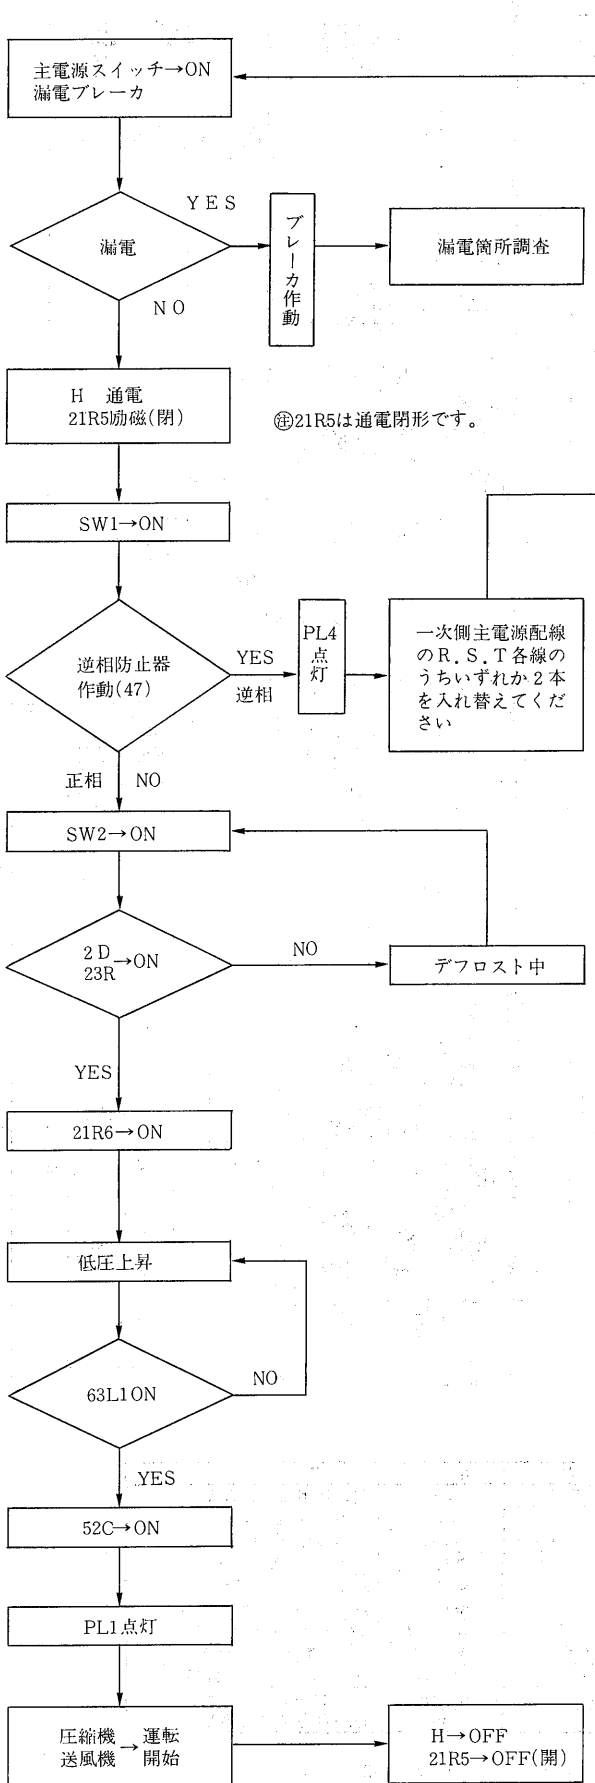 主電源スイッチ→ON
漏電ブレーカ
漏電
YES
ブレーカ作動
漏電箇所調査
NO
H 通電
21R5励磁(閉)
㊟21R5は通電閉形です。
SW1→ON
逆相防止器
作動(47)
YES
逆相
PL4
点
灯
一次側主電源配線
のR.S.T各線の
うちいずれか2本
を入れ替えてくだ
さい
正相 NO
SW2→ON
2D
23R→ON
NO
デフロスト中
YES
21R6→ON
低圧上昇
63L1ON
NO
YES
52C→ON
PL1点灯
圧縮機→運転
送風機 開始
H→OFF
21R5→OFF(開)